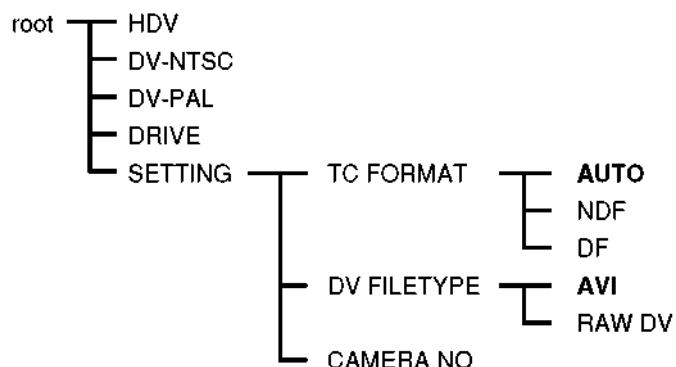 root HDV
DV-NTSC
DV-PAL
DRIVE
SETTING TC FORMAT AUTO
NDF
DF
DV FILETYPE AVI
RAW DV
CAMERA NO